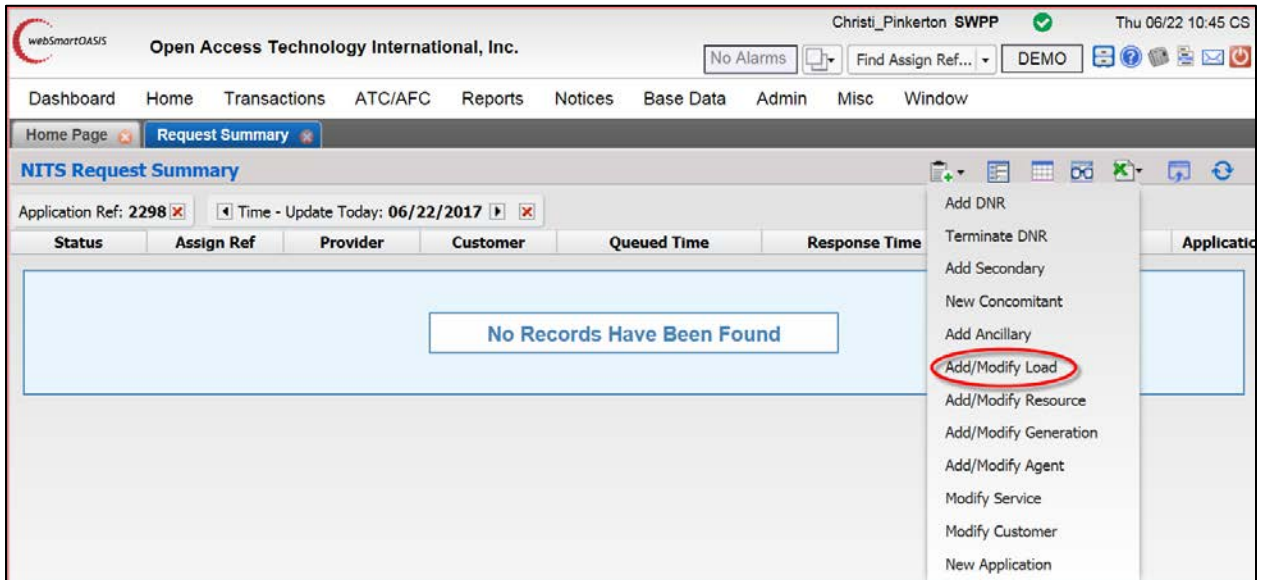 Christi_Pinkerton SWPP Thu 06/22 10:45 CS
webSmartOASIS Open Access Technology International, Inc.
No Alarms Find Assign Ref... DEMO
Dashboard Home Transactions ATC/AFC Reports Notices Base Data Admin Misc Window
Home Page Request Summary
NITS Request Summary
Application Ref: 2298 Time - Update Today: 06/22/2017
Status Assign Ref Provider Customer Queued Time Response Time Applicatio
No Records Have Been Found
Add DNR
Terminate DNR
Add Secondary
New Concomitant
Add Ancillary
Add/Modify Load
Add/Modify Resource
Add/Modify Generation
Add/Modify Agent
Modify Service
Modify Customer
New Application